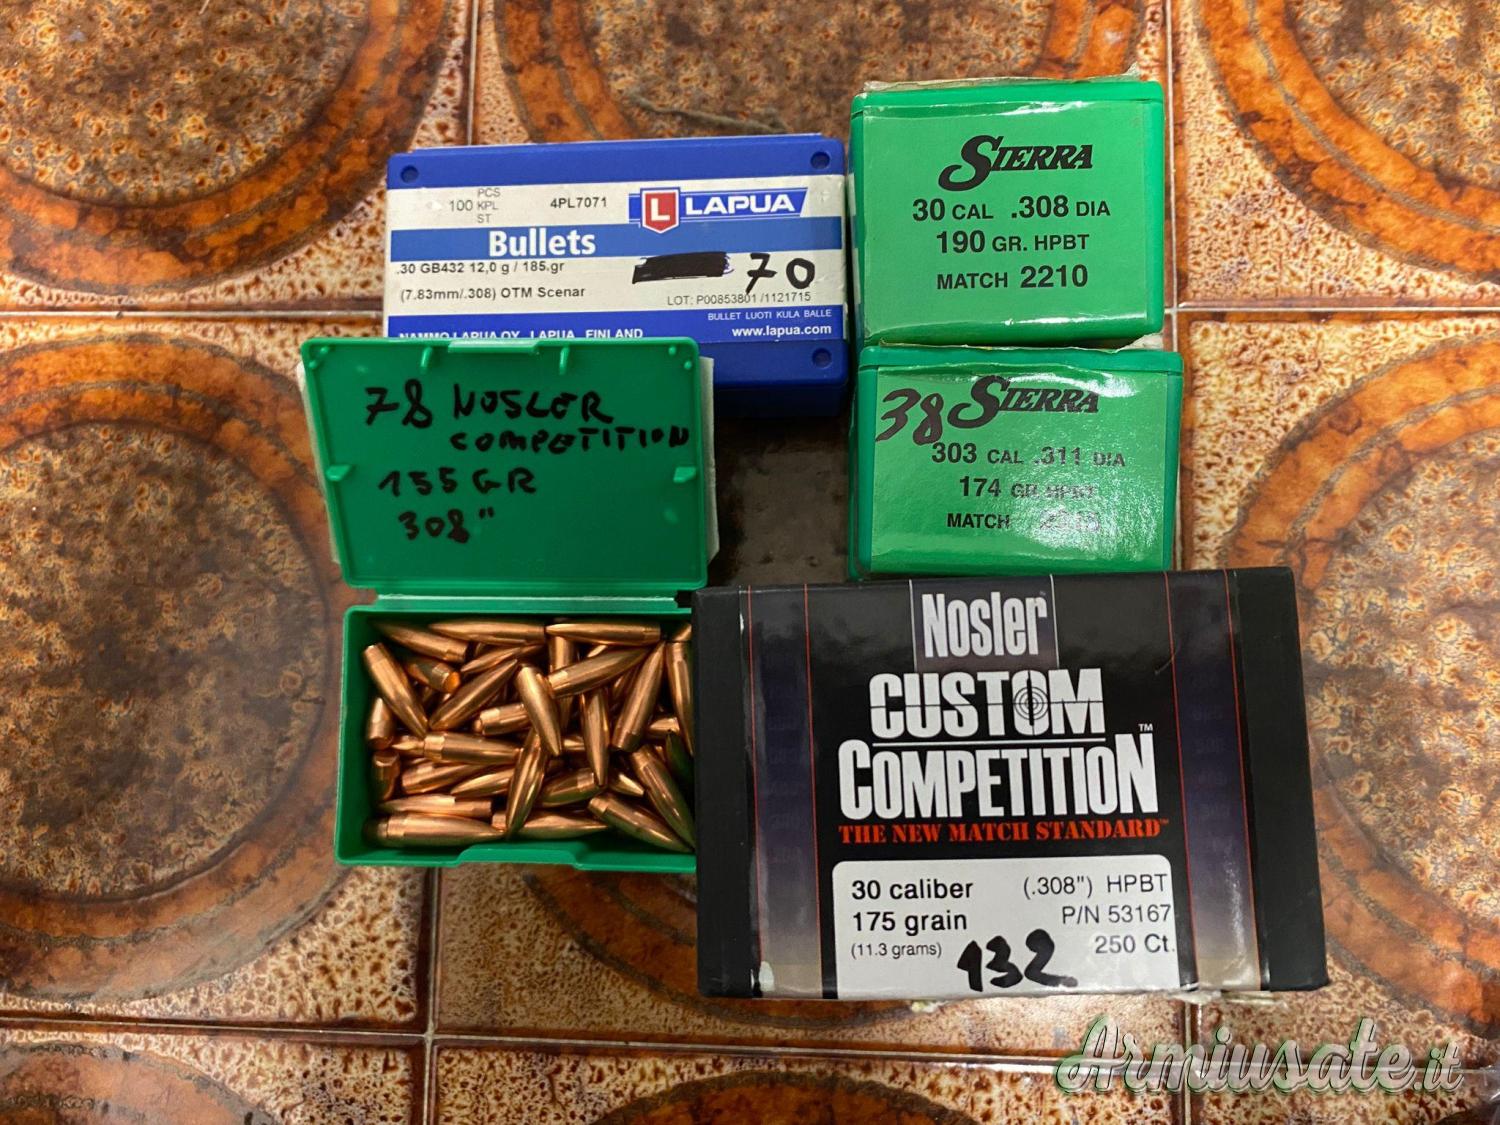 PCS
100 KPL
ST
4PL7071
L LAPUA
Bullets
.30 GB432 12,0 g / 185.gr
70
(7.83mm/.308) OTM Scenar
LOT: P00853801 /1121715
BULLET LUOTI KULA BALLE
NAMMO LAPUA OY, LAPUA, FINLAND
www.lapua.com
SIERRA
30 CAL .308 DIA
190 GR. HPBT
MATCH 2210
38 SIERRA
303 CAL .311 DIA
174 GR. HPBT
MATCH
78 NOSLER
COMPETITION
155 GR
308"
Nosler
CUSTOM
COMPETITION™
THE NEW MATCH STANDARD™
30 caliber (.308") HPBT
175 grain P/N 53167
(11.3 grams) 132 250 Ct.
Armiusate.it